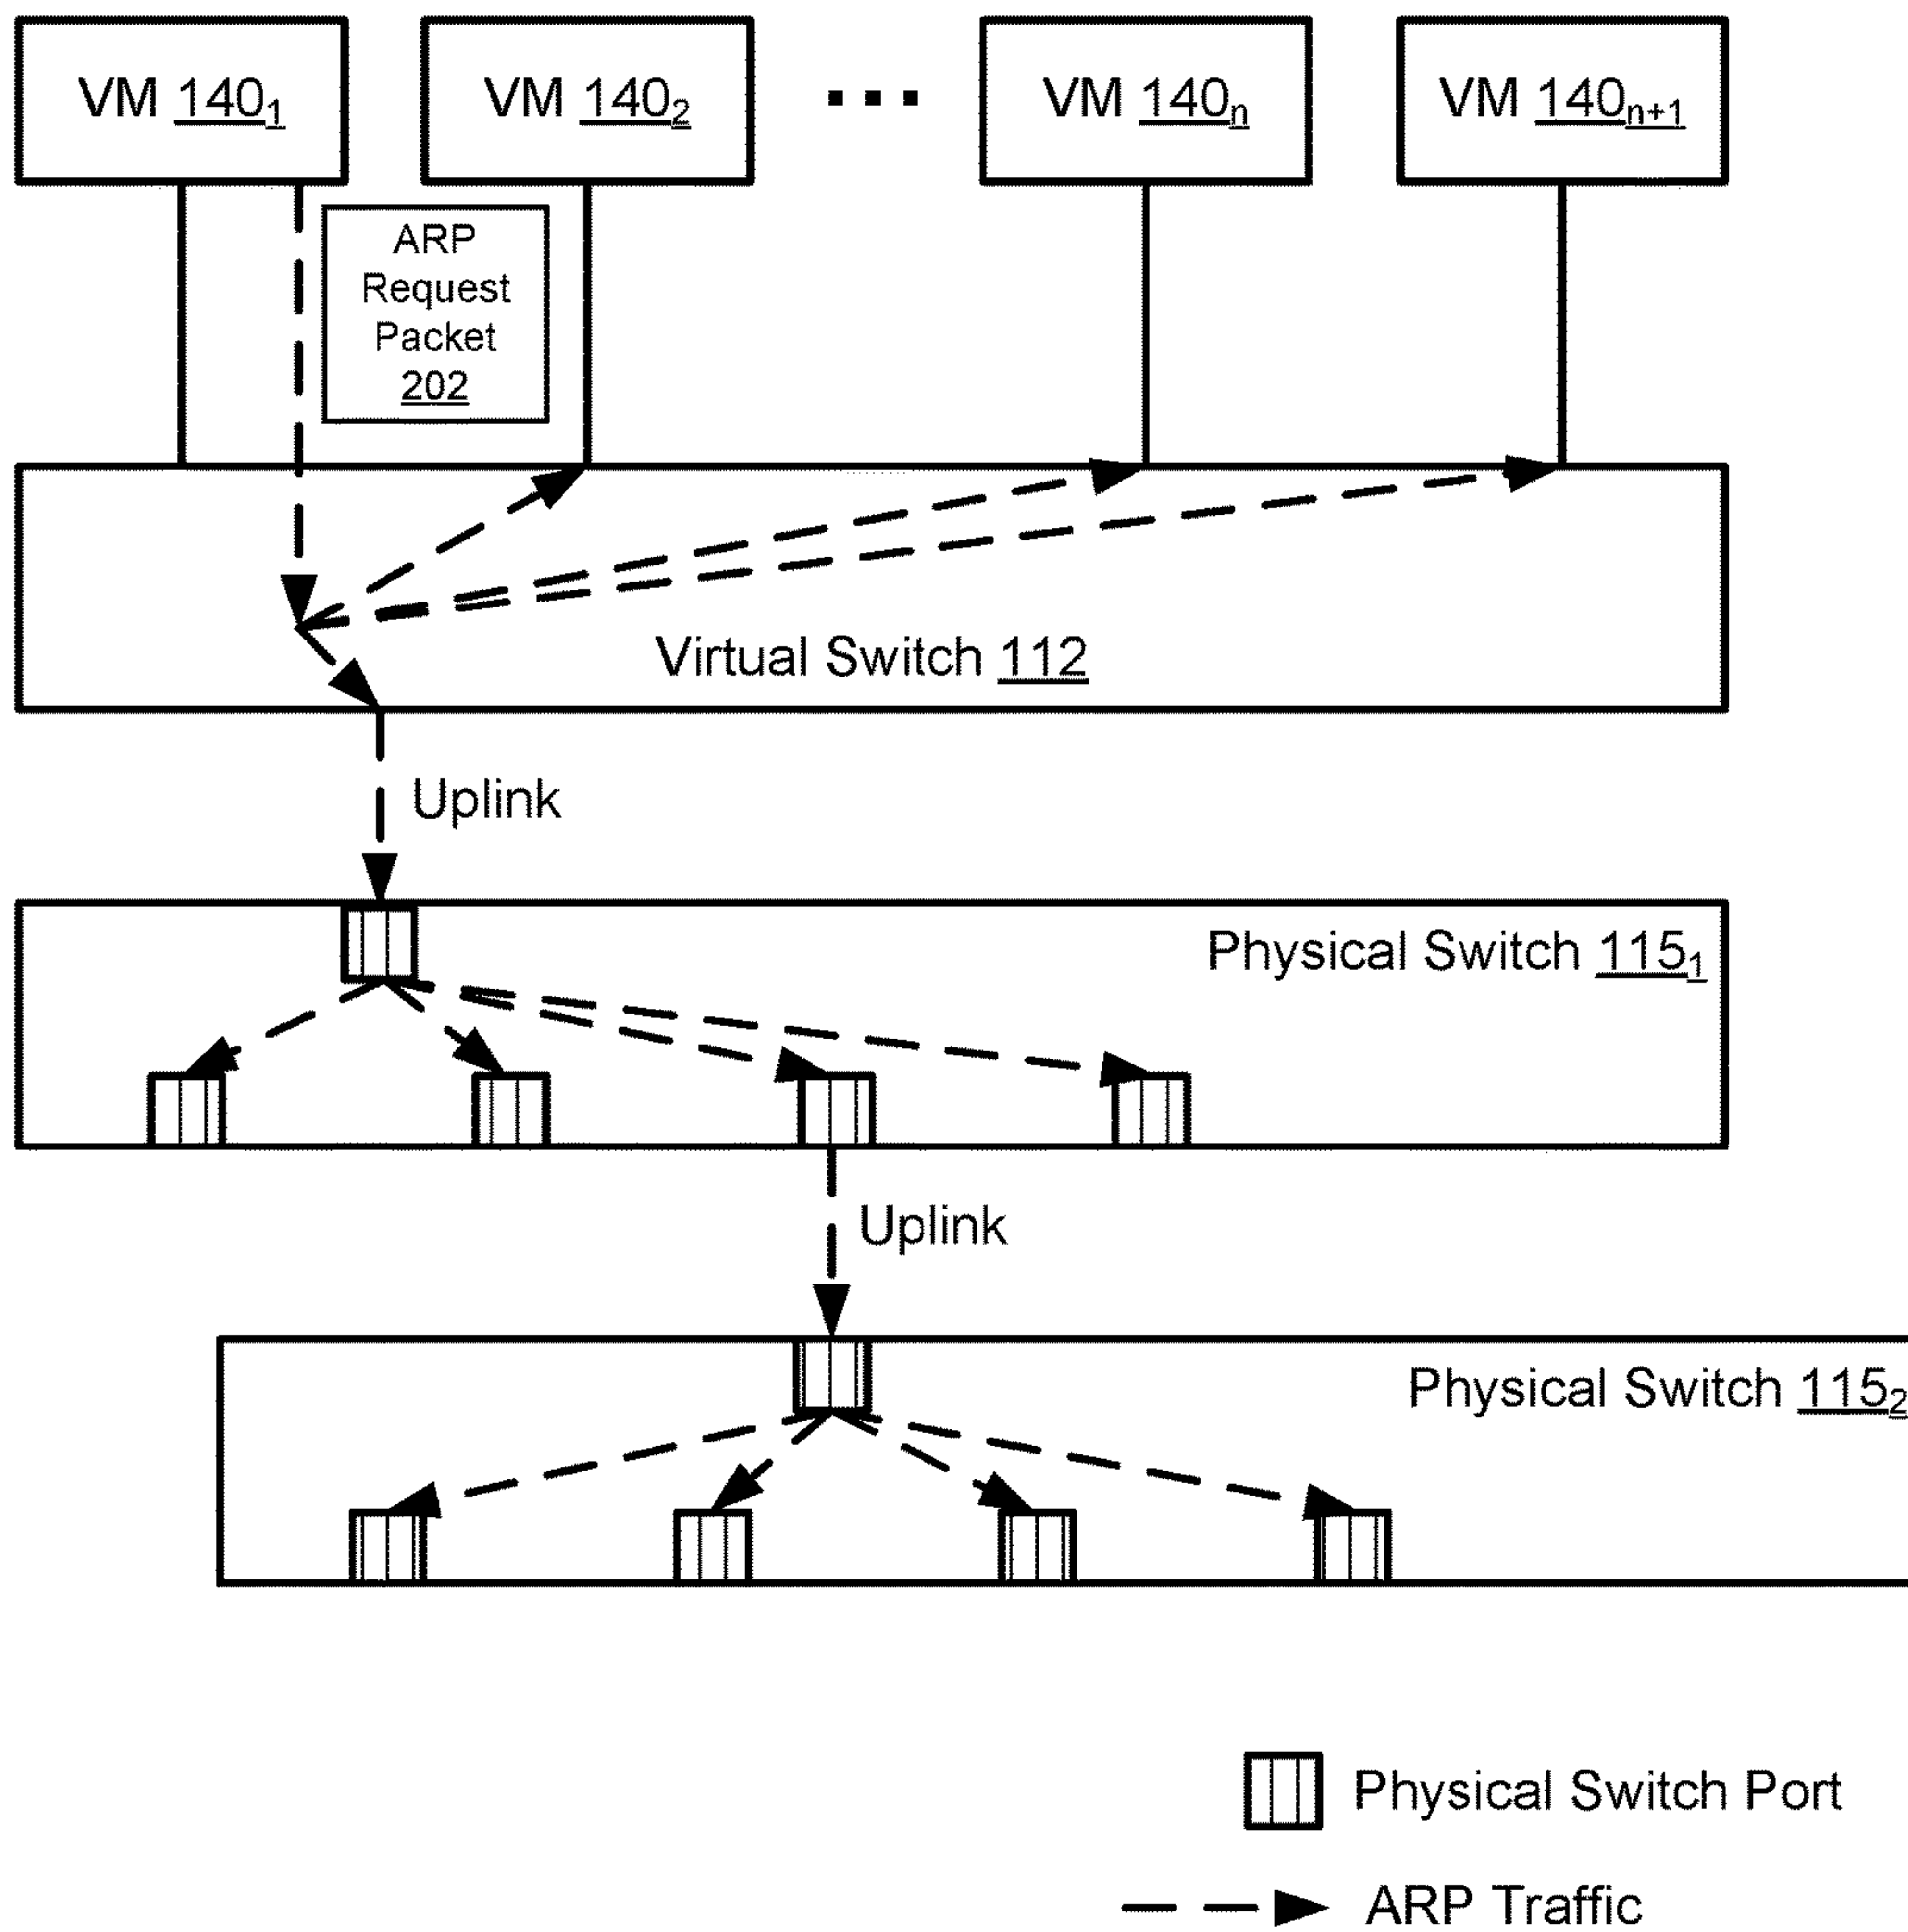 VM 140₁ VM 140₂ ... VM 140ₙ VM 140ₙ₊₁
ARP
Request
Packet
202
Virtual Switch 112
Uplink
Physical Switch 115₁
Uplink
Physical Switch 115₂
Physical Switch Port
ARP Traffic